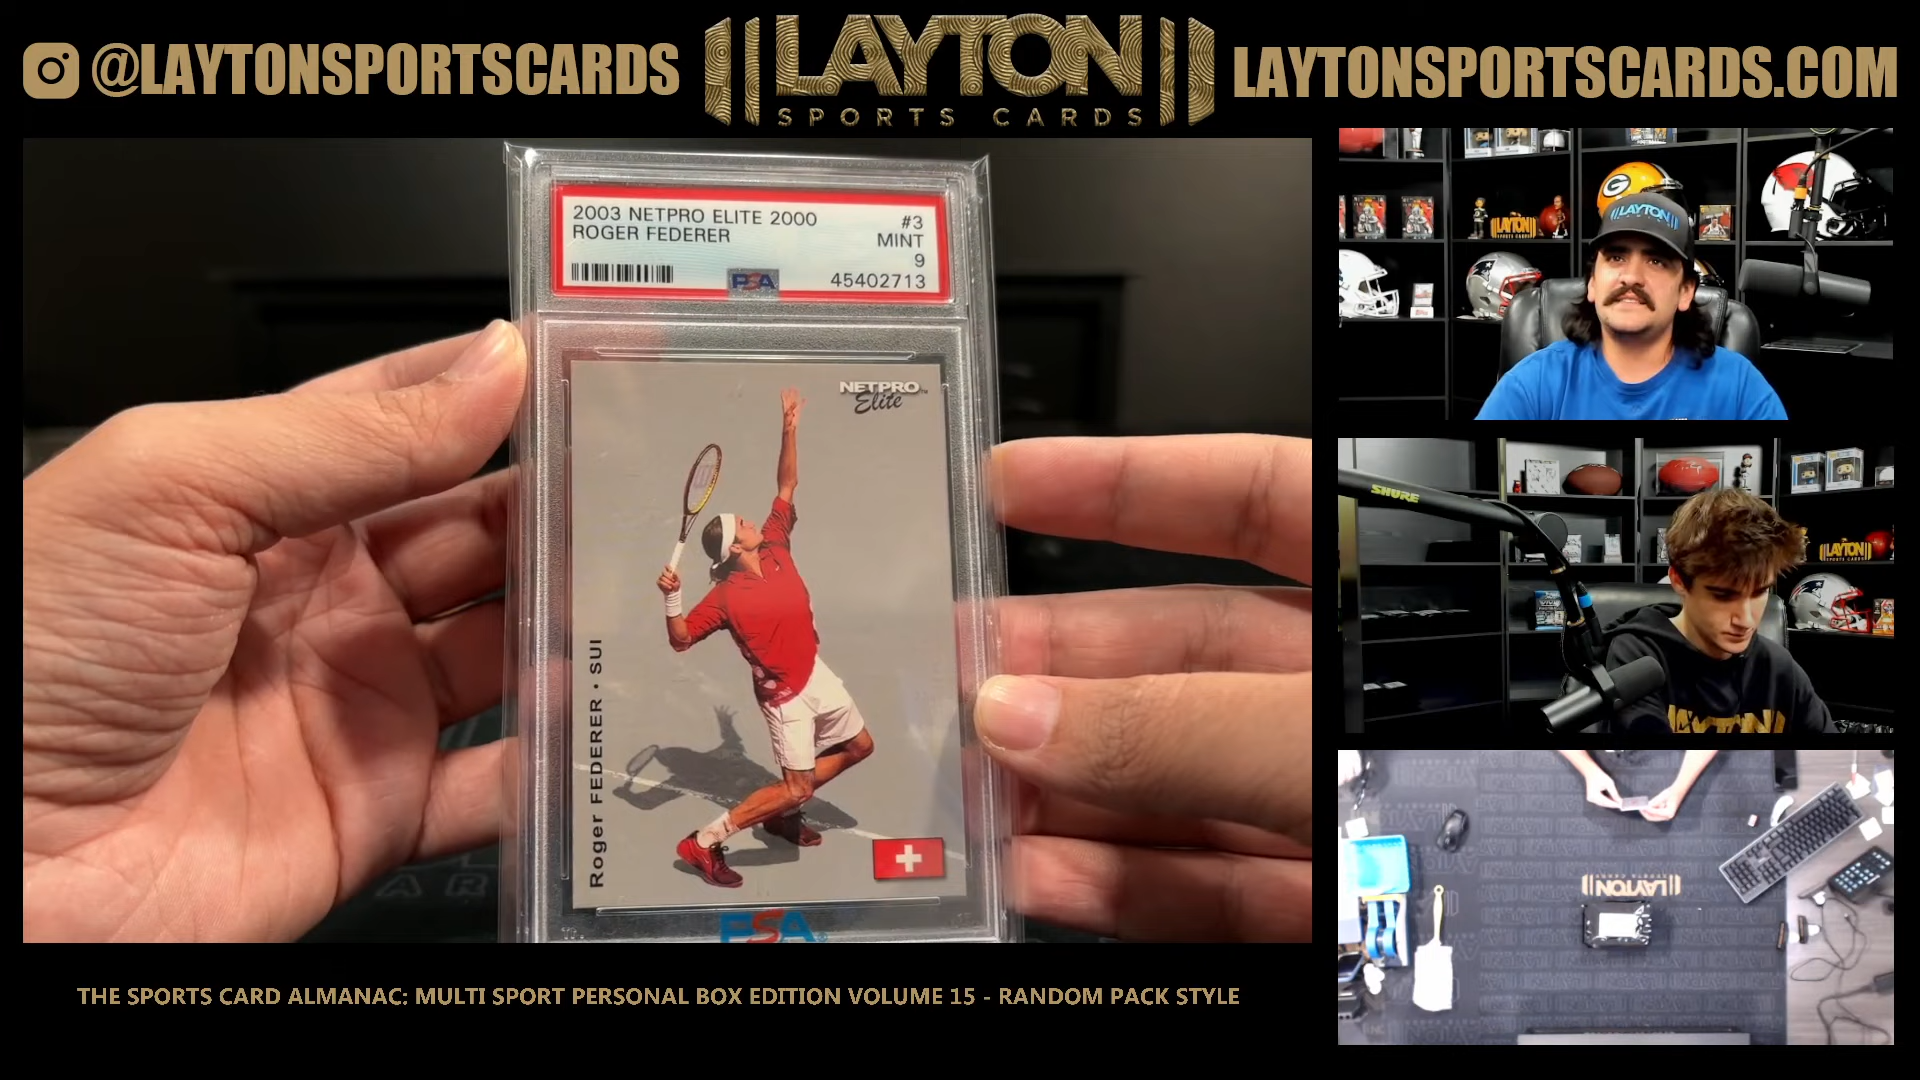 @LAYTONSPORTSCARDS
LAYTON
SPORTS CARDS
LAYTONSPORTSCARDS.COM
2003 NETPRO ELITE 2000 #3
ROGER FEDERER MINT
9
PSA 45402713
NETPRO™
Elite
Roger FEDERER • SUI
PSA
LAYTON
LAYTON
SHURE
LAYTON
LAYTON
LAYTON
THE SPORTS CARD ALMANAC: MULTI SPORT PERSONAL BOX EDITION VOLUME 15 - RANDOM PACK STYLE